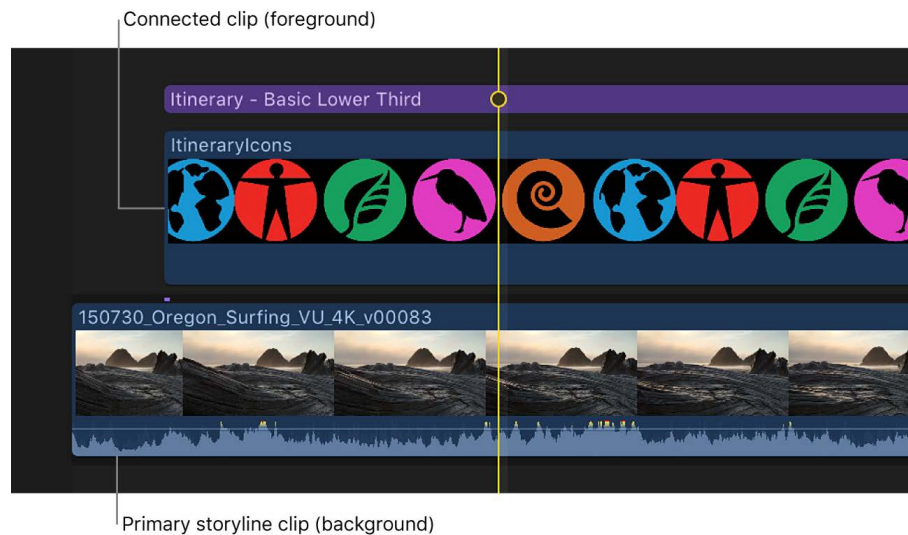 Connected clip (foreground)
Itinerary - Basic Lower Third
ItineraryIcons
150730_Oregon_Surfing_VU_4K_v00083
Primary storyline clip (background)